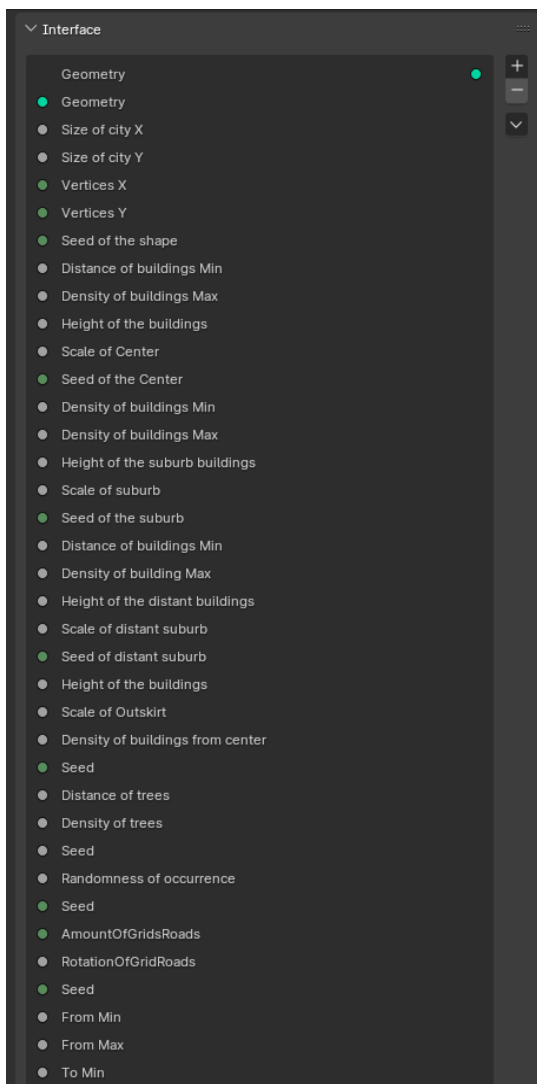 Interface
Geometry
Geometry
Size of city X
Size of city Y
Vertices X
Vertices Y
Seed of the shape
Distance of buildings Min
Density of buildings Max
Height of the buildings
Scale of Center
Seed of the Center
Density of buildings Min
Density of buildings Max
Height of the suburb buildings
Scale of suburb
Seed of the suburb
Distance of buildings Min
Density of building Max
Height of the distant buildings
Scale of distant suburb
Seed of distant suburb
Height of the buildings
Scale of Outskirt
Density of buildings from center
Seed
Distance of trees
Density of trees
Seed
Randomness of occurrence
Seed
AmountOfGridsRoads
RotationOfGridRoads
Seed
From Min
From Max
To Min